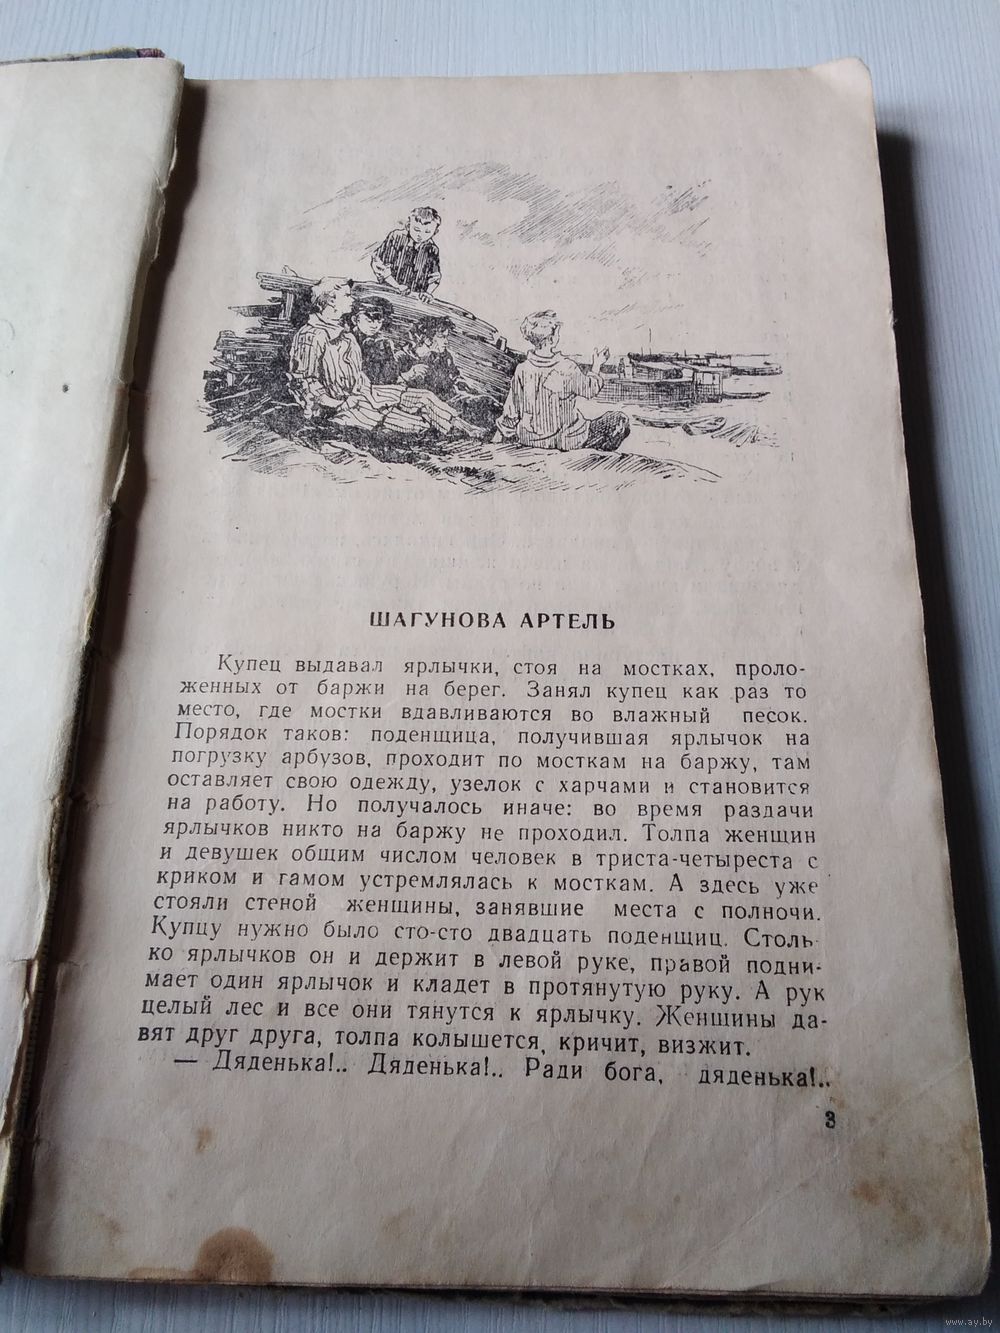 ШАГУНОВА АРТЕЛЬ
Купец выдавал ярлычки, стоя на мостках, проло-
женных от баржи на берег. Занял купец как раз то
место, где мостки вдавливаются во влажный песок.
Порядок таков: поденщица, получившая ярлычок на
погрузку арбузов, проходит по мосткам на баржу, там
оставляет свою одежду, узелок с харчами и становится
на работу. Но получалось иначе: во время раздачи
ярлычков никто на баржу не проходил. Толпа женщин
и девушек общим числом человек в триста-четыреста с
криком и гамом устремлялась к мосткам. А здесь уже
стояли стеной женщины, занявшие места с полночи.
Купцу нужно было сто-сто двадцать поденщиц. Столь-
ко ярлычков он и держит в левой руке, правой подни-
мает один ярлычок и кладет в протянутую руку. А рук
целый лес и все они тянутся к ярлычку. Женщины да-
вят друг друга, толпа колышется, кричит, визжит.
— Дяденька!.. Дяденька!.. Ради бога, дяденька!..
3
www.ay.by